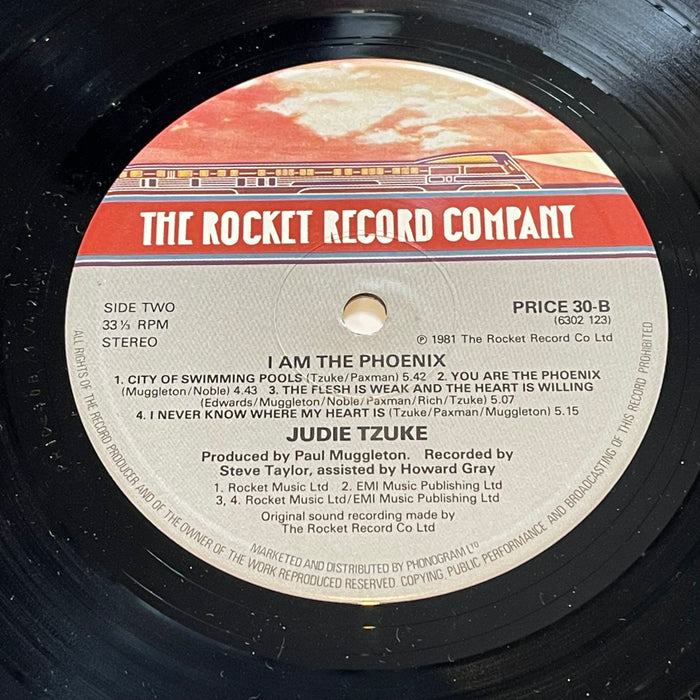 THE ROCKET RECORD COMPANY
SIDE TWO
33⅓ RPM
STEREO
PRICE 30-B
(6302 123)
℗ 1981 The Rocket Record Co Ltd
I AM THE PHOENIX
1. CITY OF SWIMMING POOLS (Tzuke/Paxman) 5.42 2. YOU ARE THE PHOENIX
(Muggleton/Noble) 4.43 3. THE FLESH IS WEAK AND THE HEART IS WILLING
(Edwards/Muggleton/Noble/Paxman/Rich/Tzuke) 5.07
4. I NEVER KNOW WHERE MY HEART IS (Tzuke/Paxman/Muggleton) 5.15
JUDIE TZUKE
Produced by Paul Muggleton. Recorded by
Steve Taylor, assisted by Howard Gray
1. Rocket Music Ltd 2. EMI Music Publishing Ltd
3, 4. Rocket Music Ltd/EMI Music Publishing Ltd
Original sound recording made by
The Rocket Record Co Ltd
MARKETED AND DISTRIBUTED BY PHONOGRAM LTD
ALL RIGHTS OF THE RECORD PRODUCER AND OF THE OWNER OF THE WORK REPRODUCED RESERVED. COPYING, PUBLIC PERFORMANCE AND BROADCASTING OF THIS RECORD PROHIBITED